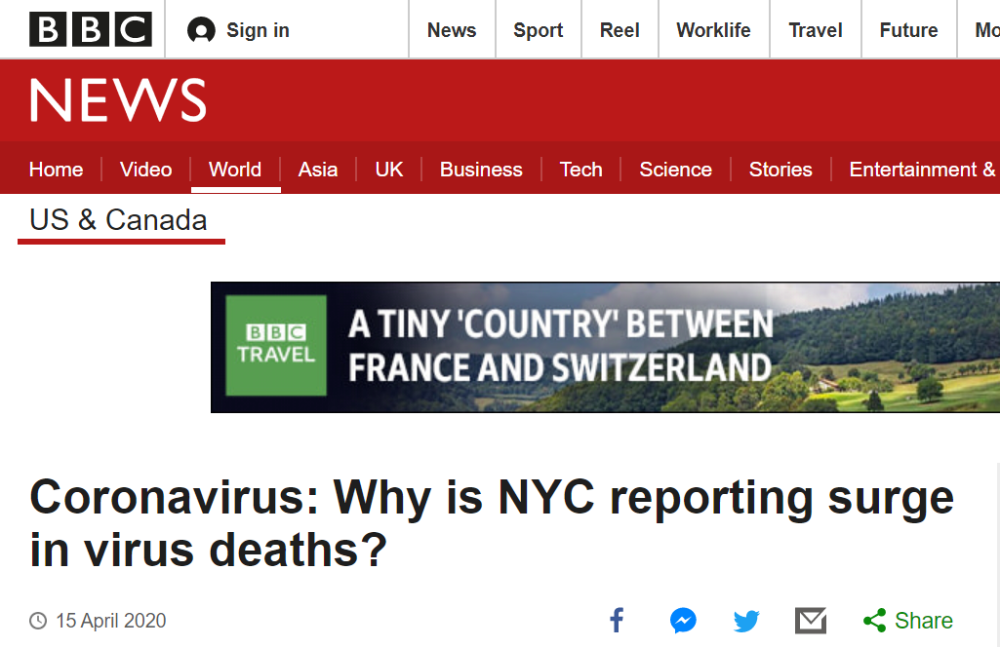 BBC Sign in News Sport Reel Worklife Travel Future Mo
NEWS
Home Video World Asia UK Business Tech Science Stories Entertainment &
US & Canada
BBC
TRAVEL
A TINY 'COUNTRY' BETWEEN
FRANCE AND SWITZERLAND
Coronavirus: Why is NYC reporting surge
in virus deaths?
15 April 2020 Share